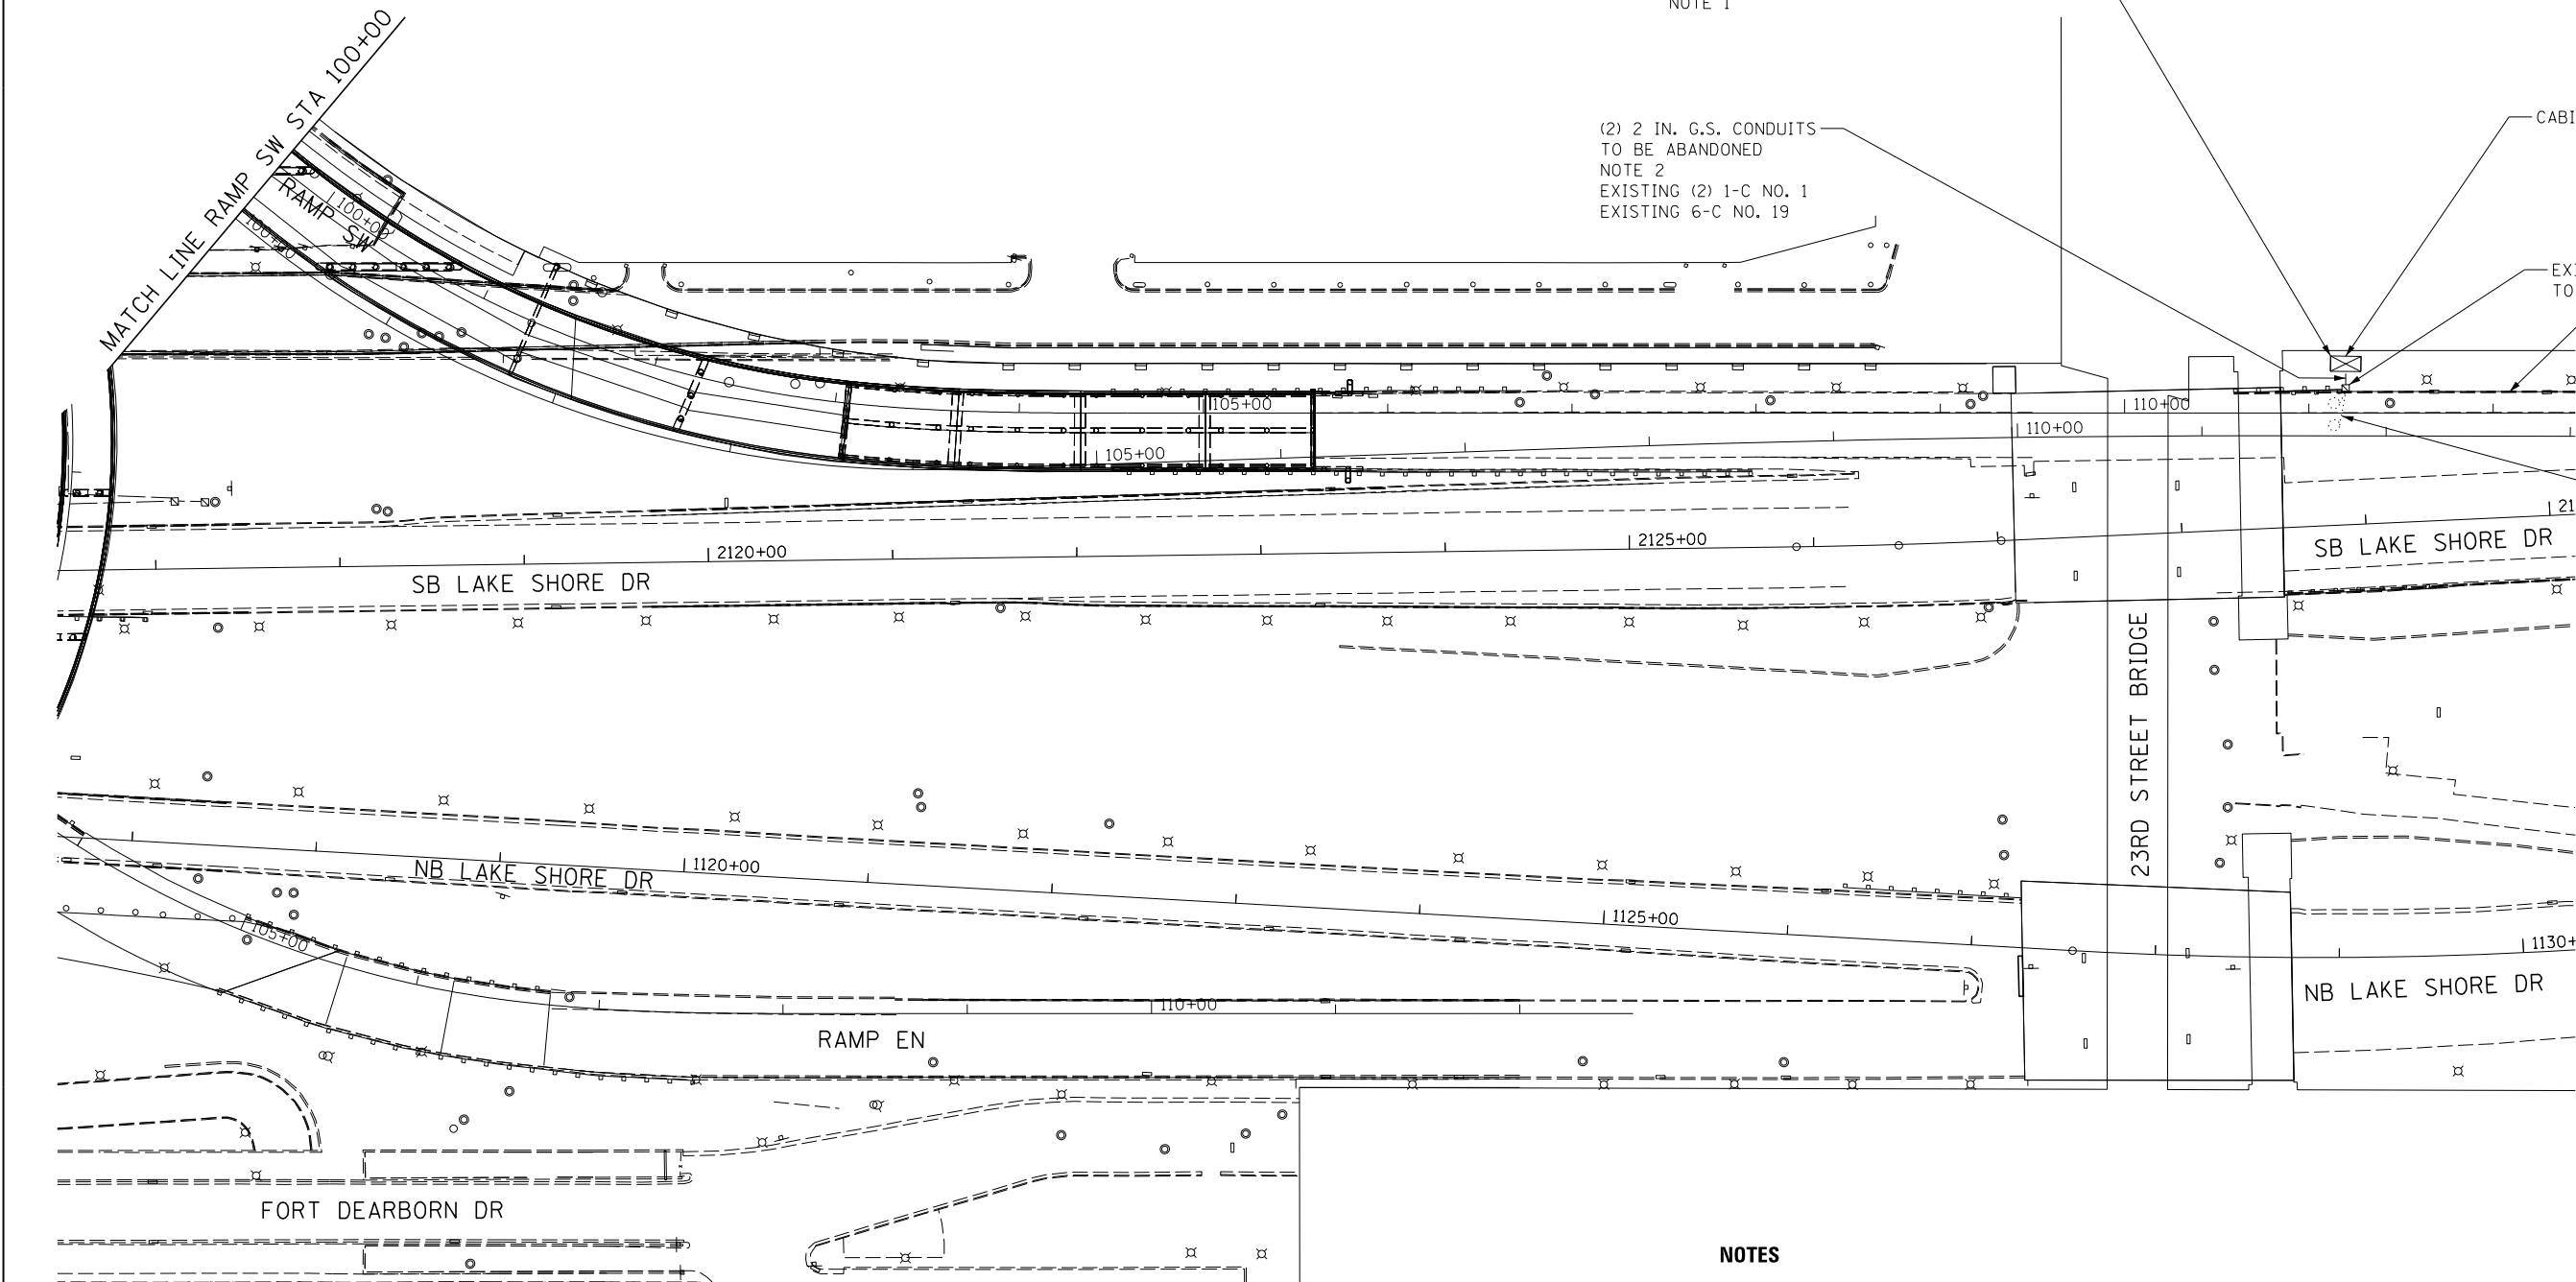 NOTE 1
MATCH LINE RAMP SW STA 100+00
(2) 2 IN. G.S. CONDUITS
TO BE ABANDONED
NOTE 2
EXISTING (2) 1-C NO. 1
EXISTING 6-C NO. 19
CABI
EXI
TO
RAMP SW
100+00
100+00
105+00
105+00
110+00
110+00
2120+00
2125+00
21
SB LAKE SHORE DR
SB LAKE SHORE DR
23RD STREET BRIDGE
NB LAKE SHORE DR
1120+00
1125+00
1130+
NB LAKE SHORE DR
105+00
110+00
RAMP EN
FORT DEARBORN DR
NOTES